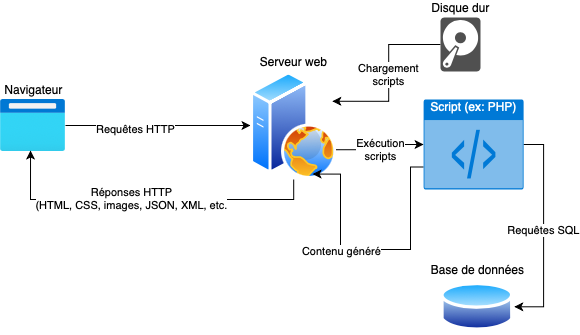 Disque dur
Serveur web
Chargement
scripts
Navigateur
Script (ex: PHP)
Requêtes HTTP
Exécution
scripts
Réponses HTTP
(HTML, CSS, images, JSON, XML, etc.
Requêtes SQL
Contenu généré
Base de données